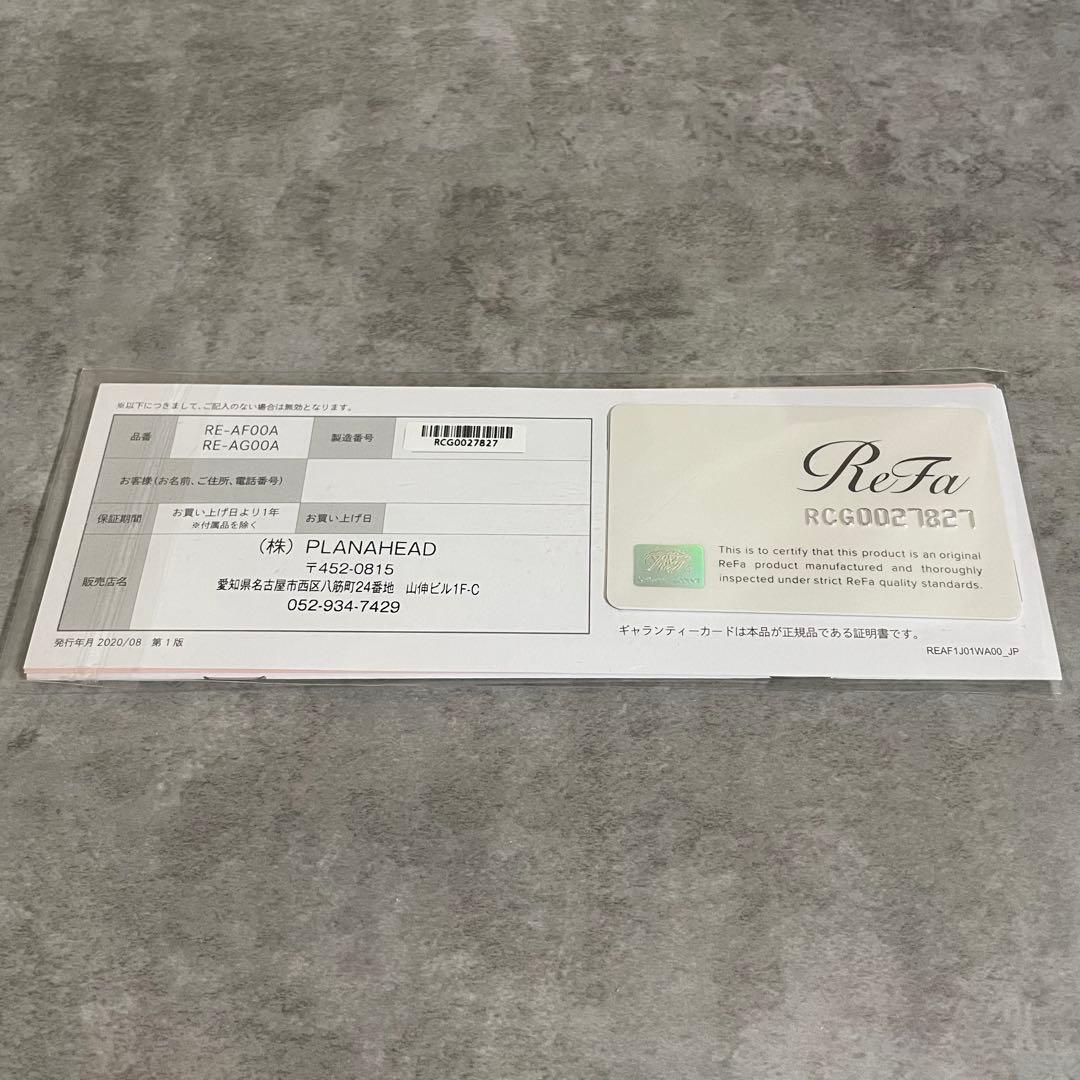 ※以下につきまして、ご記入のない場合は無効となります。
品番
RE-AF00A
RE-AG00A
製造番号
RCG0027827
お客様(お名前、ご住所、電話番号)
保証期間
お買い上げ日より1年
※付属品を除く
お買い上げ日
販売店名
(株) PLANAHEAD
〒452-0815
愛知県名古屋市西区八筋町24番地 山伸ビル1F-C
052-934-7429
発行年月 2020/08 第1版
ReFa
RCG0027827
This is to certify that this product is an original
ReFa product manufactured and thoroughly
inspected under strict ReFa quality standards.
ギャランティーカードは本品が正規品である証明書です。
REAF1J01WA00_JP